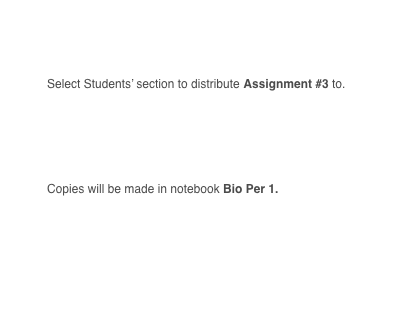 Select Students’ section to distribute Assignment #3 to.
Copies will be made in notebook Bio Per 1.